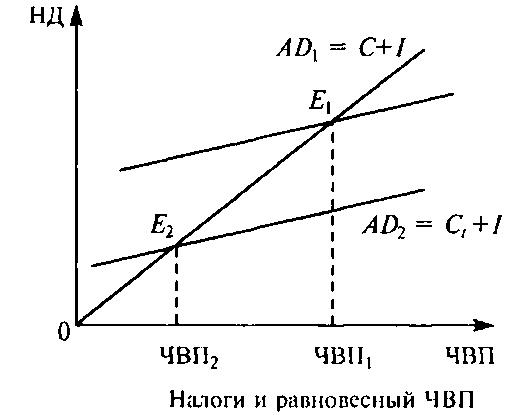 НД
AD₁ = C+I
E₁
E₂
AD₂ = Cₜ+I
0
ЧВП₂ ЧВП₁ ЧВП
Налоги и равновесный ЧВП